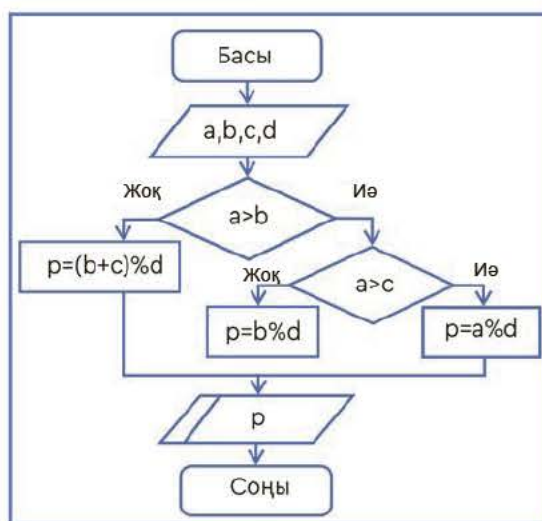 Басы
a,b,c,d
Жоқ
Иә
a>b
p=(b+c)%d
Жоқ
Иә
a>c
p=b%d
p=a%d
p
Соңы